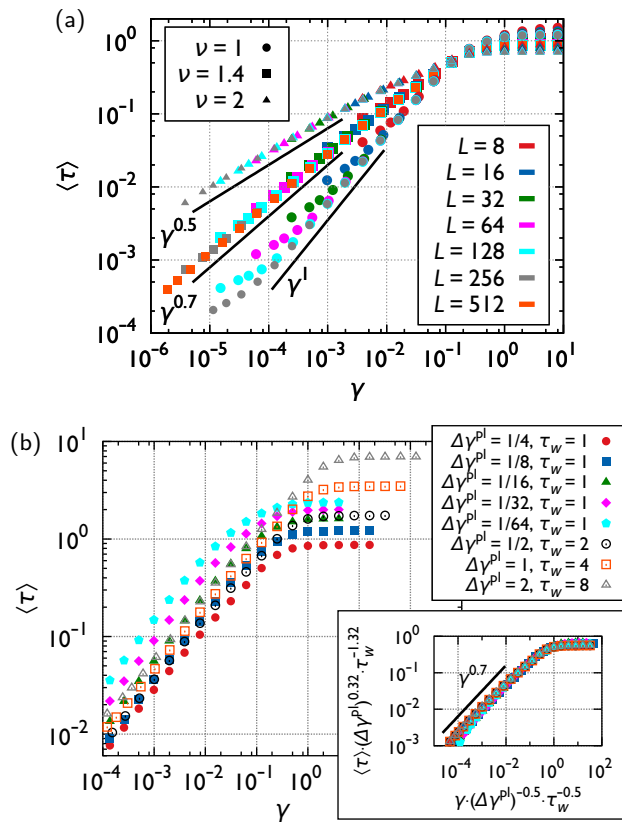 (a)
ν = 1
ν = 1.4
ν = 2
10^0
10^-1
10^-2
10^-3
10^-4
⟨τ⟩
γ^0.5
γ^0.7
γ^1
L = 8
L = 16
L = 32
L = 64
L = 128
L = 256
L = 512
10^-6 10^-5 10^-4 10^-3 10^-2 10^-1 10^0 10^1
γ
(b)
10^1
10^0
10^-1
10^-2
⟨τ⟩
Δγ^pl = 1/4, τ_w = 1
Δγ^pl = 1/8, τ_w = 1
Δγ^pl = 1/16, τ_w = 1
Δγ^pl = 1/32, τ_w = 1
Δγ^pl = 1/64, τ_w = 1
Δγ^pl = 1/2, τ_w = 2
Δγ^pl = 1, τ_w = 4
Δγ^pl = 2, τ_w = 8
10^-4 10^-3 10^-2 10^-1 10^0 10^1
γ
⟨τ⟩·(Δγ^pl)^0.32·τ_w^-1.32
10^0
10^-1
10^-2
10^-3
γ^0.7
10^-4 10^-2 10^0 10^2
γ·(Δγ^pl)^-0.5·τ_w^-0.5